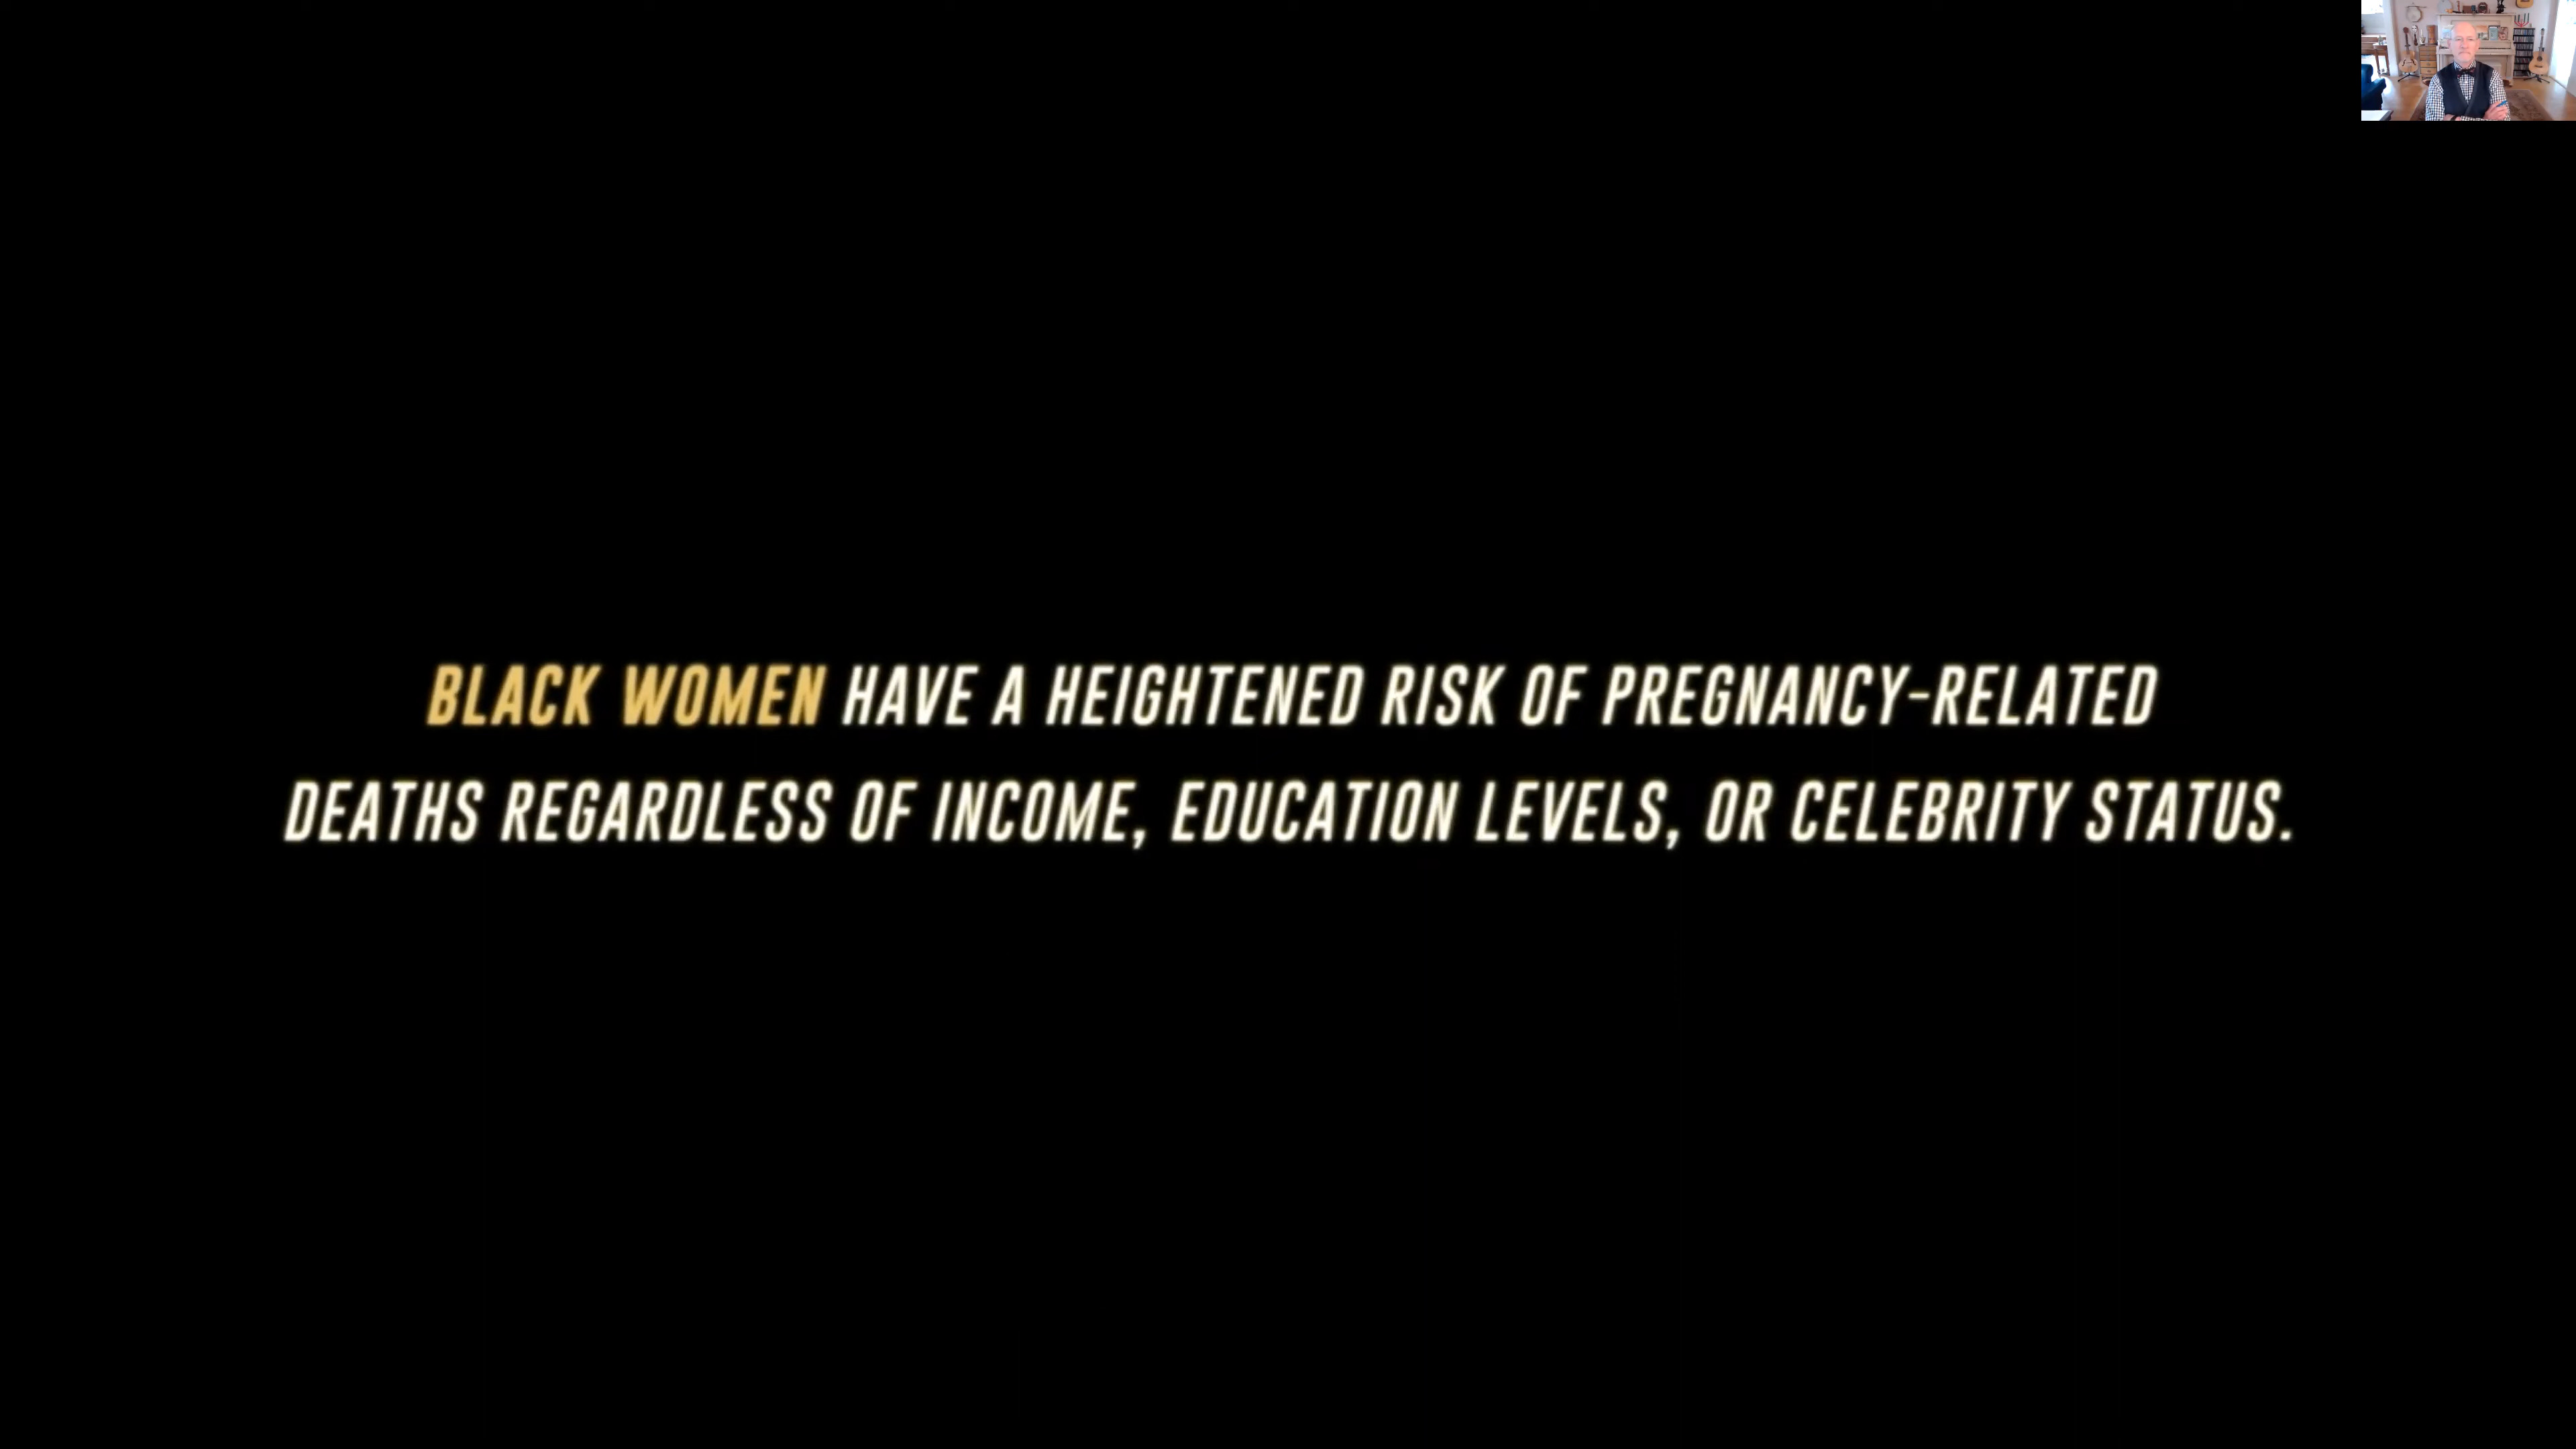 BLACK WOMEN HAVE A HEIGHTENED RISK OF PREGNANCY-RELATED
DEATHS REGARDLESS OF INCOME, EDUCATION LEVELS, OR CELEBRITY STATUS.